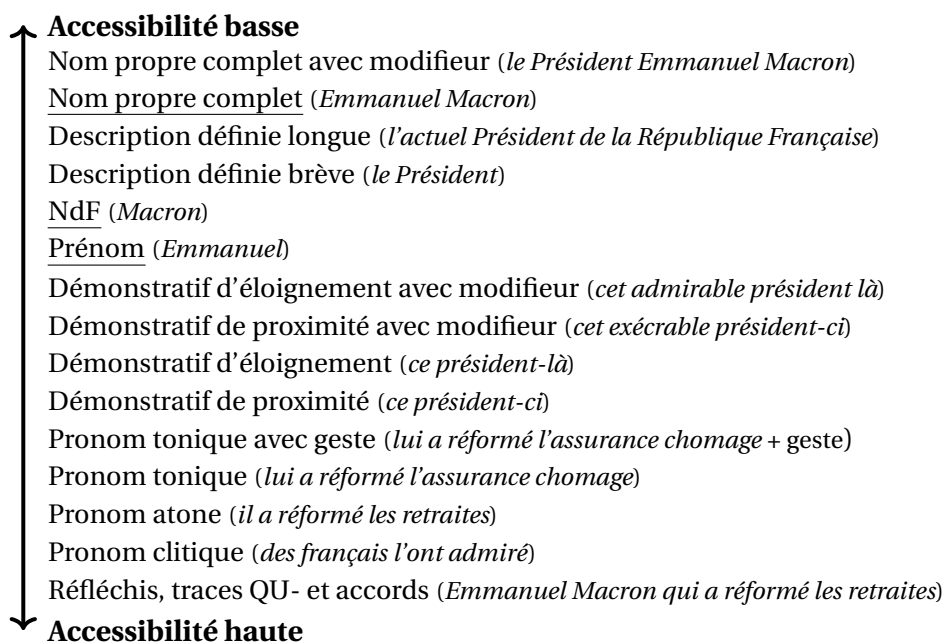 Accessibilité basse
Nom propre complet avec modifieur (le Président Emmanuel Macron)
Nom propre complet (Emmanuel Macron)
Description définie longue (l'actuel Président de la République Française)
Description définie brève (le Président)
NdF (Macron)
Prénom (Emmanuel)
Démonstratif d'éloignement avec modifieur (cet admirable président là)
Démonstratif de proximité avec modifieur (cet exécrable président-ci)
Démonstratif d'éloignement (ce président-là)
Démonstratif de proximité (ce président-ci)
Pronom tonique avec geste (lui a réformé l'assurance chomage + geste)
Pronom tonique (lui a réformé l'assurance chomage)
Pronom atone (il a réformé les retraites)
Pronom clitique (des français l'ont admiré)
Réfléchis, traces QU- et accords (Emmanuel Macron qui a réformé les retraites)
Accessibilité haute